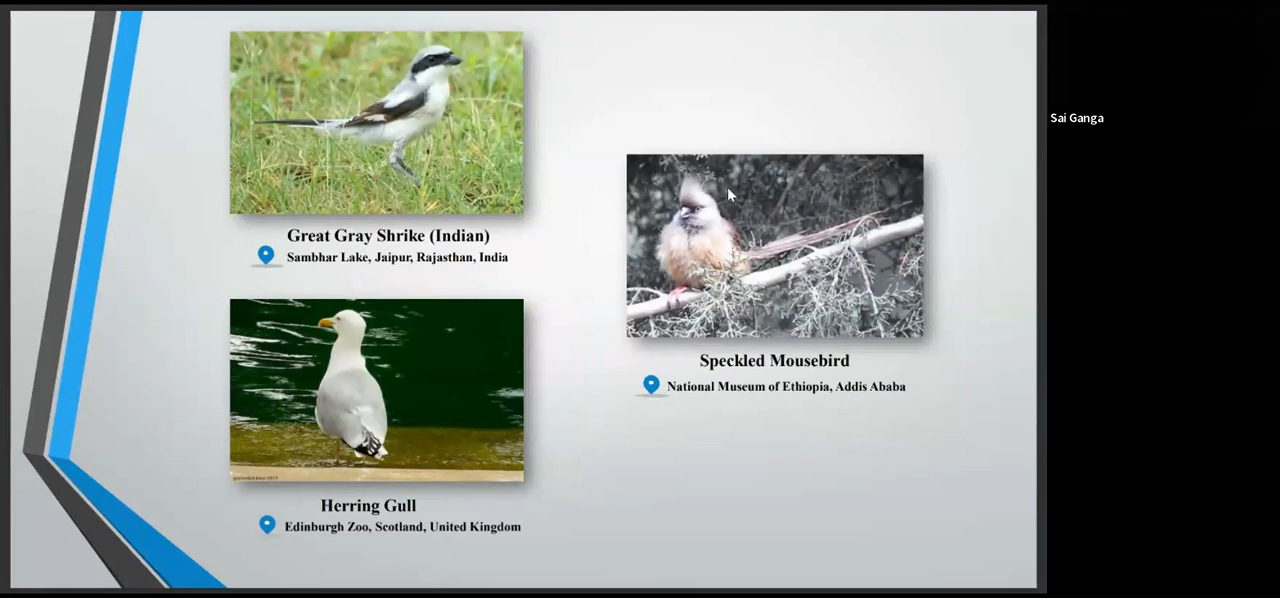 Great Gray Shrike (Indian)
Sambhar Lake, Jaipur, Rajasthan, India
Herring Gull
Edinburgh Zoo, Scotland, United Kingdom
Speckled Mousebird
National Museum of Ethiopia, Addis Ababa
Sai Ganga